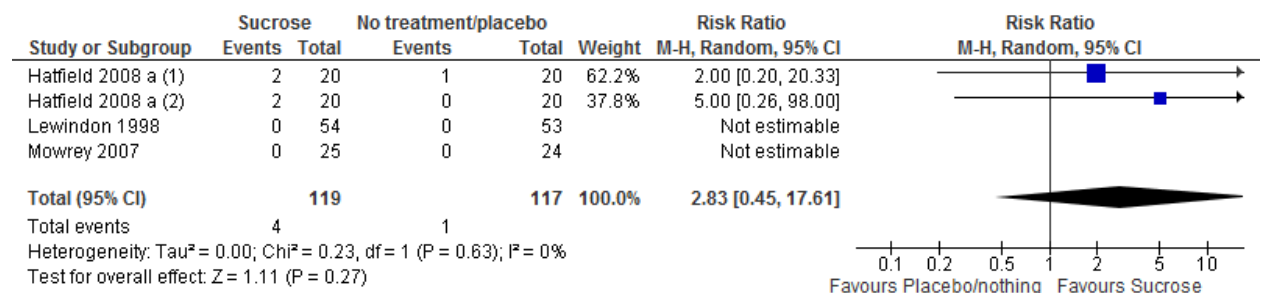 Sucrose No treatment/placebo Risk Ratio Risk Ratio
Study or Subgroup Events Total Events Total Weight M-H, Random, 95% CI M-H, Random, 95% CI
Hatfield 2008 a (1) 2 20 1 20 62.2% 2.00 [0.20, 20.33]
Hatfield 2008 a (2) 2 20 0 20 37.8% 5.00 [0.26, 98.00]
Lewindon 1998 0 54 0 53 Not estimable
Mowrey 2007 0 25 0 24 Not estimable
Total (95% CI) 119 117 100.0% 2.83 [0.45, 17.61]
Total events 4 1
Heterogeneity: Tau² = 0.00; Chi² = 0.23, df = 1 (P = 0.63); I² = 0%
Test for overall effect: Z = 1.11 (P = 0.27)
0.1 0.2 0.5 1 2 5 10
Favours Placebo/nothing Favours Sucrose